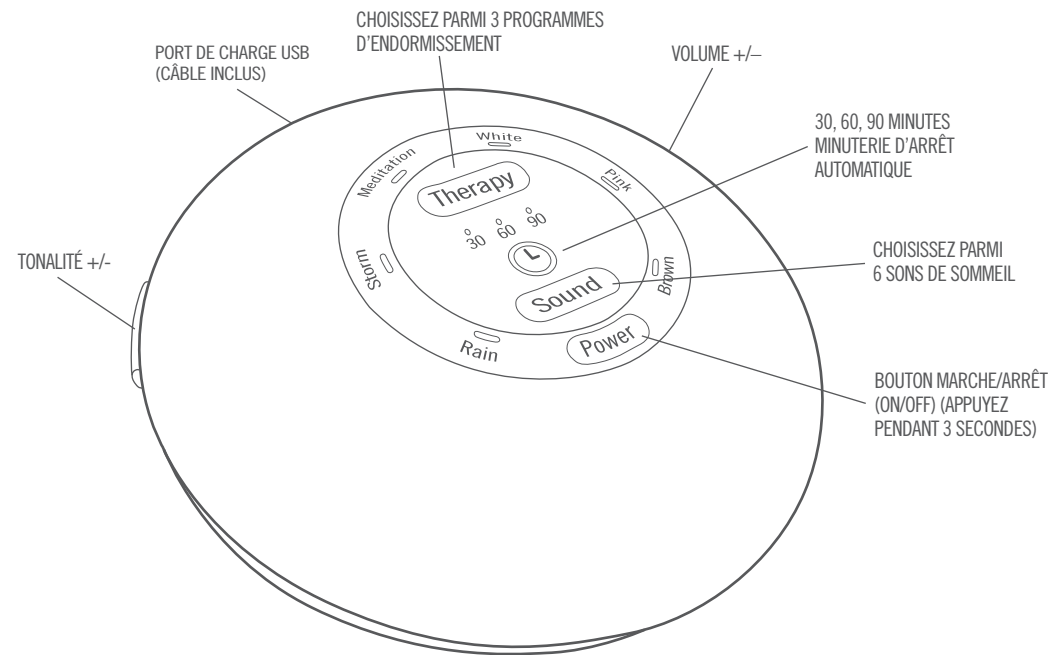 CHOISISSEZ PARMI 3 PROGRAMMES
D'ENDORMISSEMENT
PORT DE CHARGE USB
(CÂBLE INCLUS)
VOLUME +/–
30, 60, 90 MINUTES
MINUTERIE D'ARRÊT
AUTOMATIQUE
TONALITÉ +/-
CHOISISSEZ PARMI
6 SONS DE SOMMEIL
BOUTON MARCHE/ARRÊT
(ON/OFF) (APPUYEZ
PENDANT 3 SECONDES)
White
Meditation
Pink
Therapy
30 60 90
Storm
Brown
Sound
Rain
Power